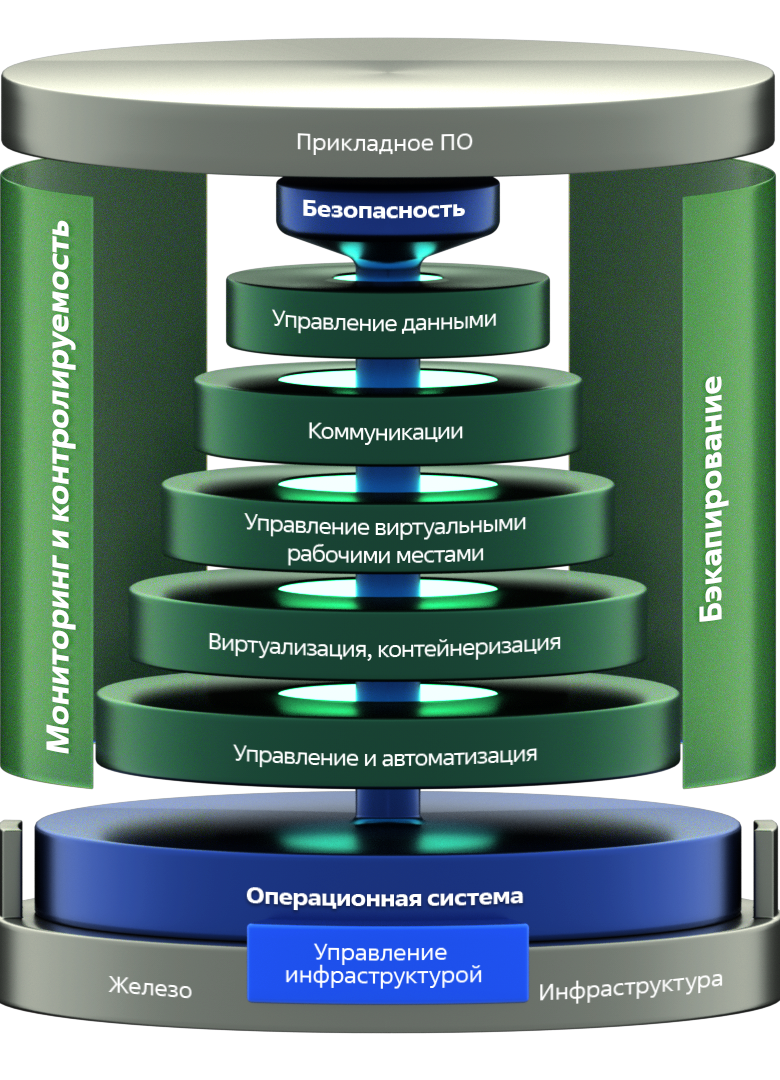 Прикладное ПО
Безопасность
Мониторинг и контролируемость
Управление данными
Коммуникации
Бэкапирование
Управление виртуальными
рабочими местами
Виртуализация, контейнеризация
Управление и автоматизация
Операционная система
Управление
инфраструктурой
Железо
Инфраструктура